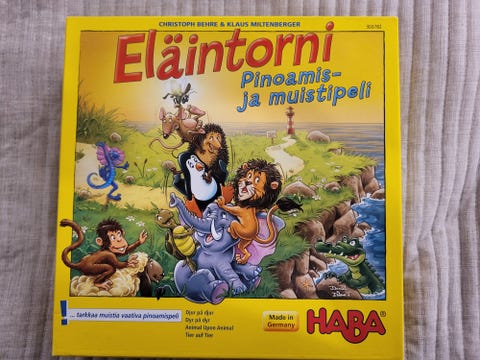 CHRISTOPH BEHRE & KLAUS MILTENBERGER
Eläintorni
Pinoamis-
ja muistipeli
! ... tarkkaa muistia vaativa pinoamispeli
Djur på djur
Dyr på dyr
Animal Upon Animal
Tier auf Tier
Made in
Germany
HABA®